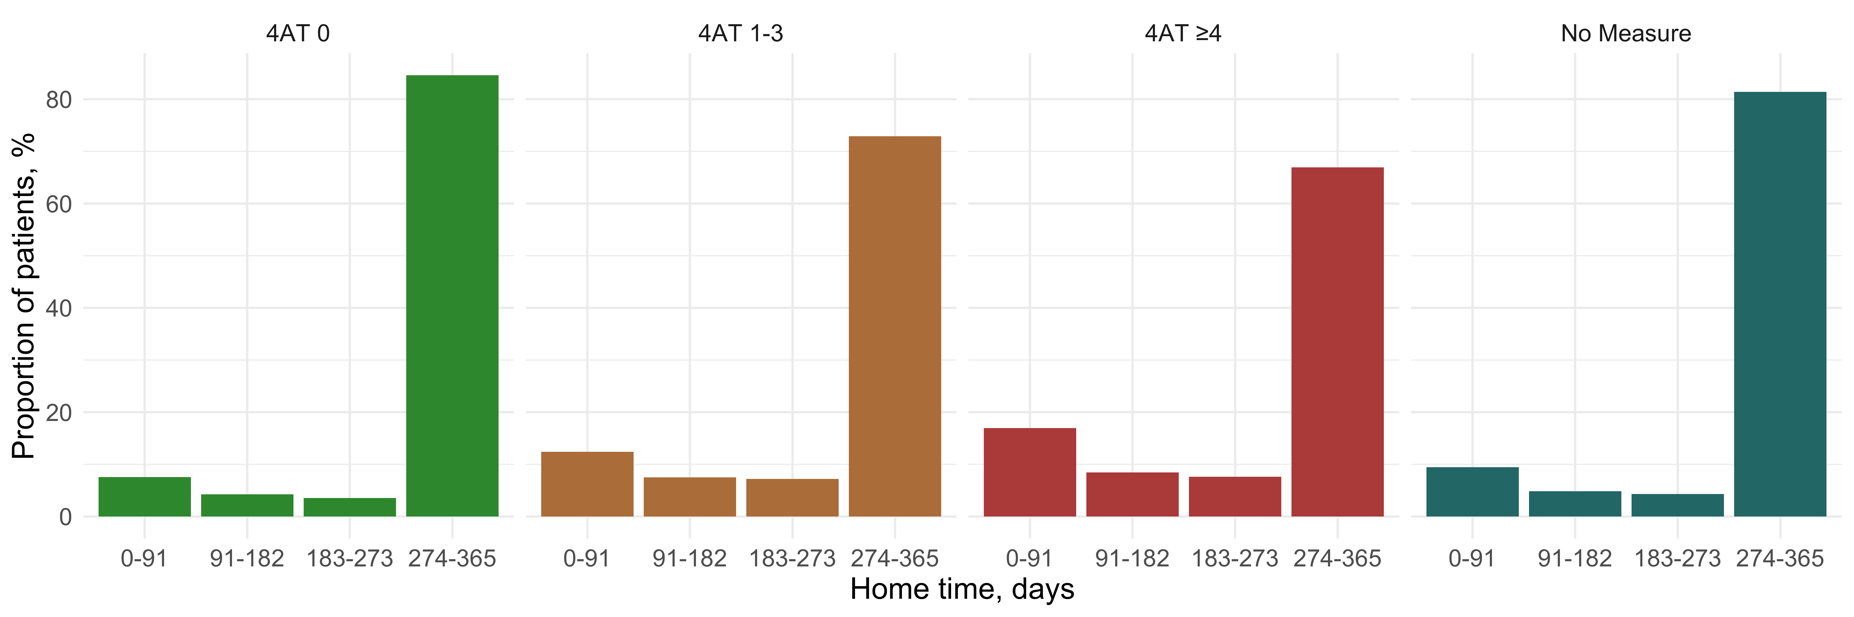 4AT 0 4AT 1-3 4AT ≥4 No Measure
Proportion of patients, %
80
60
40
20
0
0-91 91-182 183-273 274-365 0-91 91-182 183-273 274-365 0-91 91-182 183-273 274-365 0-91 91-182 183-273 274-365
Home time, days